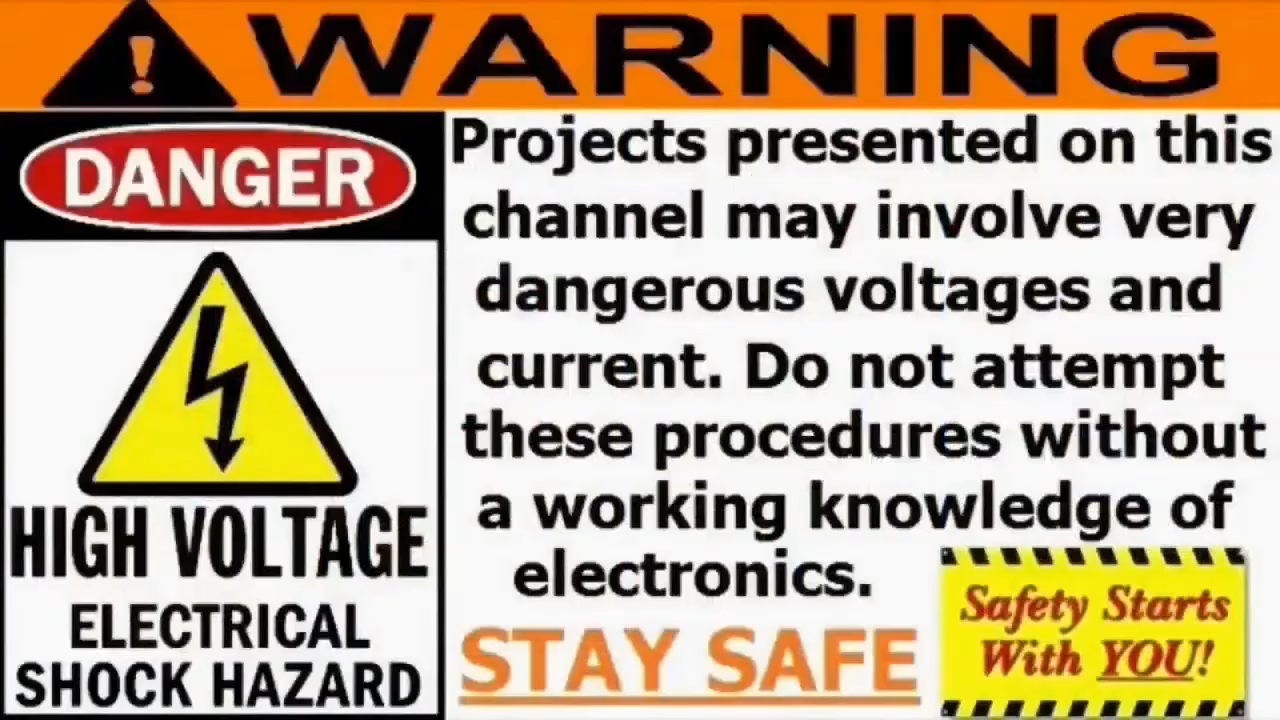 WARNING
DANGER
HIGH VOLTAGE
ELECTRICAL
SHOCK HAZARD
Projects presented on this
channel may involve very
dangerous voltages and
current. Do not attempt
these procedures without
a working knowledge of
electronics.
STAY SAFE
Safety Starts
With YOU!